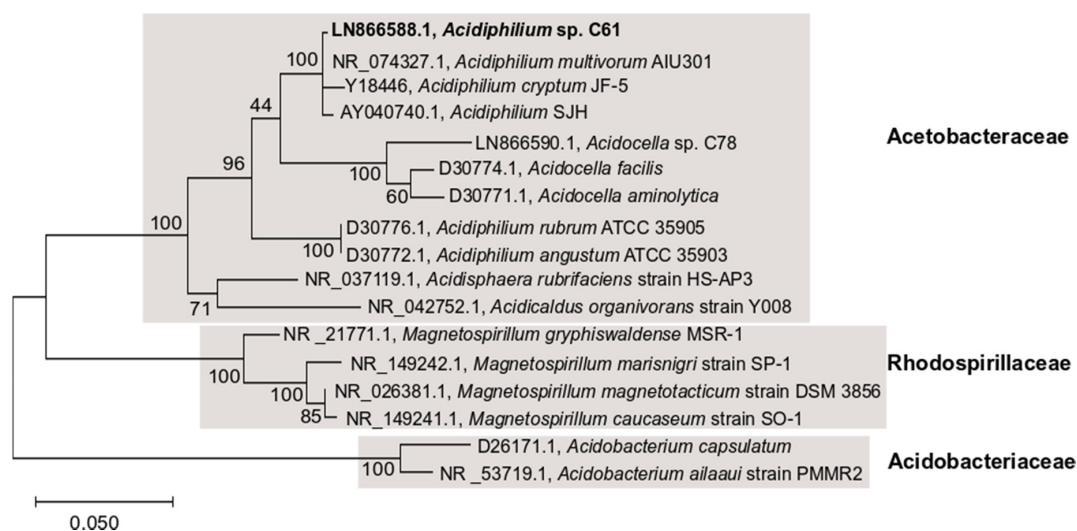 LN866588.1, Acidiphilium sp. C61
100
NR_074327.1, Acidiphilium multivorum AIU301
Y18446, Acidiphilium cryptum JF-5
44
AY040740.1, Acidiphilium SJH
Acetobacteraceae
LN866590.1, Acidocella sp. C78
96
100
D30774.1, Acidocella facilis
60
D30771.1, Acidocella aminolytica
100
D30776.1, Acidiphilium rubrum ATCC 35905
100
D30772.1, Acidiphilium angustum ATCC 35903
NR_037119.1, Acidisphaera rubrifaciens strain HS-AP3
71
NR_042752.1, Acidicaldus organivorans strain Y008
NR _21771.1, Magnetospirillum gryphiswaldense MSR-1
Rhodospirillaceae
100
NR_149242.1, Magnetospirillum marisnigri strain SP-1
100
NR_026381.1, Magnetospirillum magnetotacticum strain DSM 3856
85
NR_149241.1, Magnetospirillum caucaseum strain SO-1
D26171.1, Acidobacterium capsulatum
Acidobacteriaceae
100
NR _53719.1, Acidobacterium ailaaui strain PMMR2
0.050